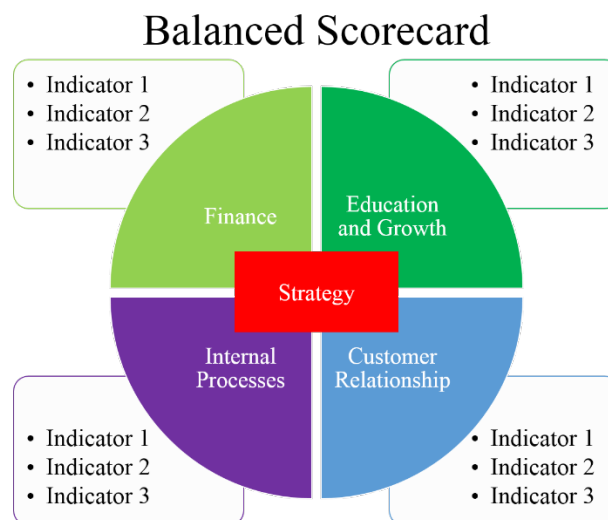 Balanced Scorecard
• Indicator 1
• Indicator 2
• Indicator 3
• Indicator 1
• Indicator 2
• Indicator 3
Finance
Education
and Growth
Strategy
Internal
Processes
Customer
Relationship
• Indicator 1
• Indicator 2
• Indicator 3
• Indicator 1
• Indicator 2
• Indicator 3